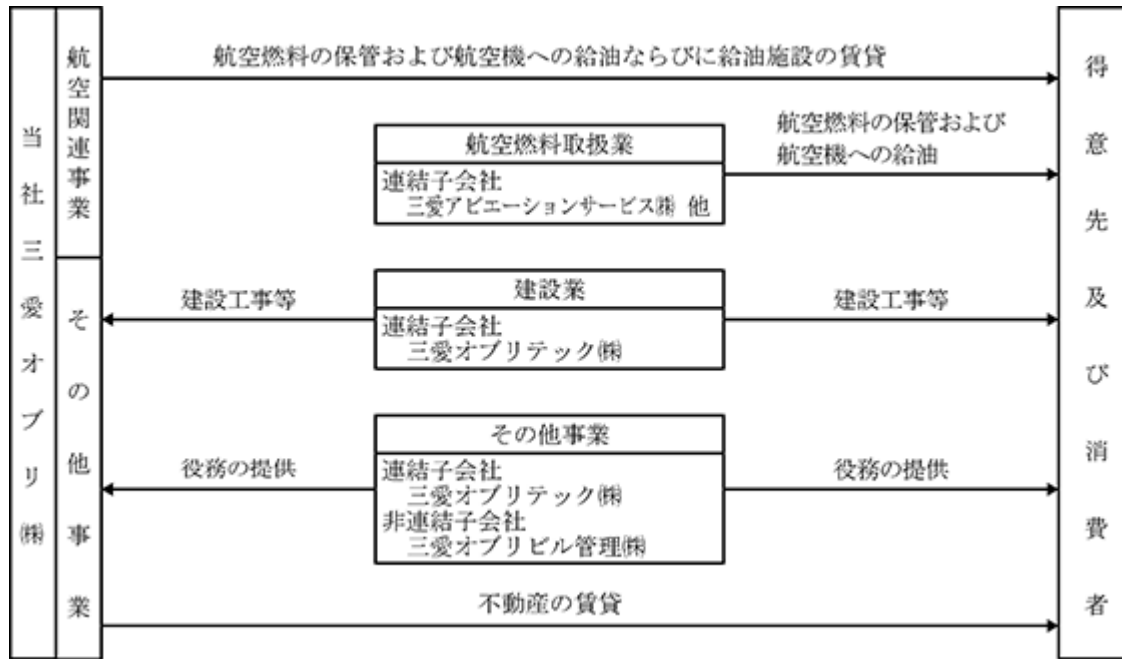 当社三愛オブリ㈱
航空関連事業
その他事業
航空燃料の保管および航空機への給油ならびに給油施設の賃貸
航空燃料取扱業
連結子会社
三愛アビエーションサービス㈱ 他
航空燃料の保管および
航空機への給油
建設工事等
建設業
連結子会社
三愛オブリテック㈱
建設工事等
役務の提供
その他事業
連結子会社
三愛オブリテック㈱
非連結子会社
三愛オブリビル管理㈱
役務の提供
不動産の賃貸
得意先及び消費者